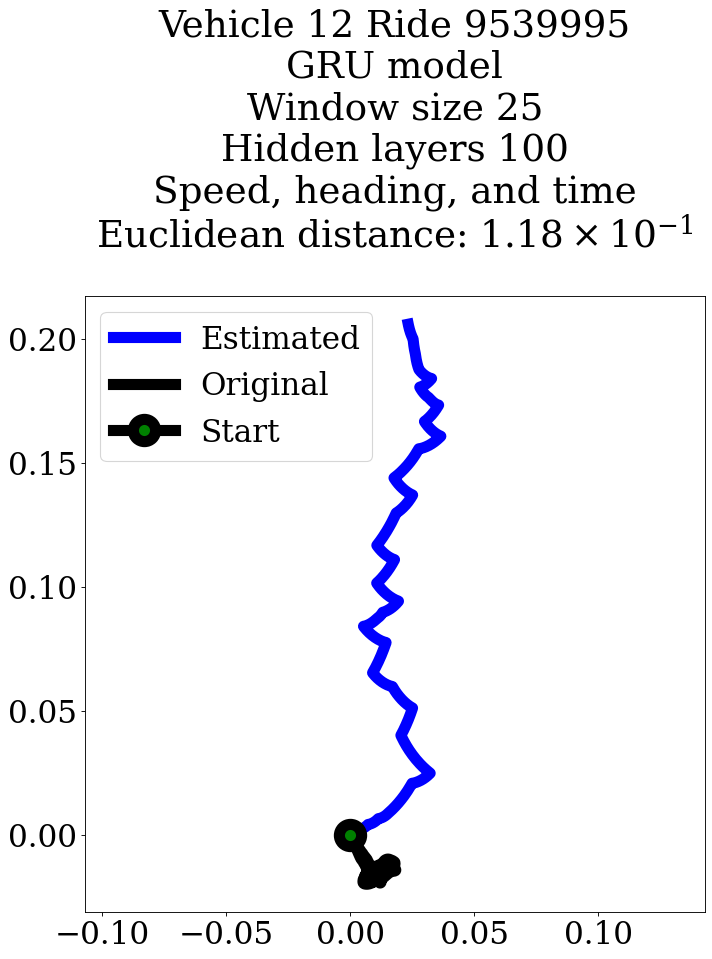 Vehicle 12 Ride 9539995
GRU model
Window size 25
Hidden layers 100
Speed, heading, and time
Euclidean distance: 1.18 × 10⁻¹
Estimated
Original
Start
0.20
0.15
0.10
0.05
0.00
−0.10 −0.05 0.00 0.05 0.10